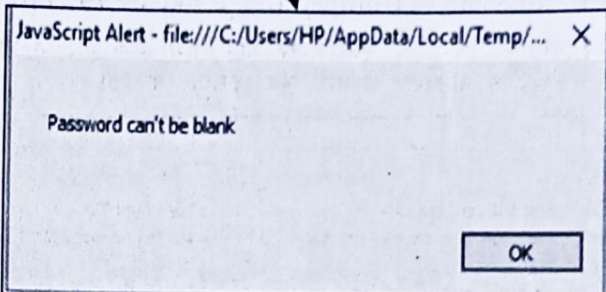 JavaScript Alert - file:///C:/Users/HP/AppData/Local/Temp/...
Password can't be blank
OK